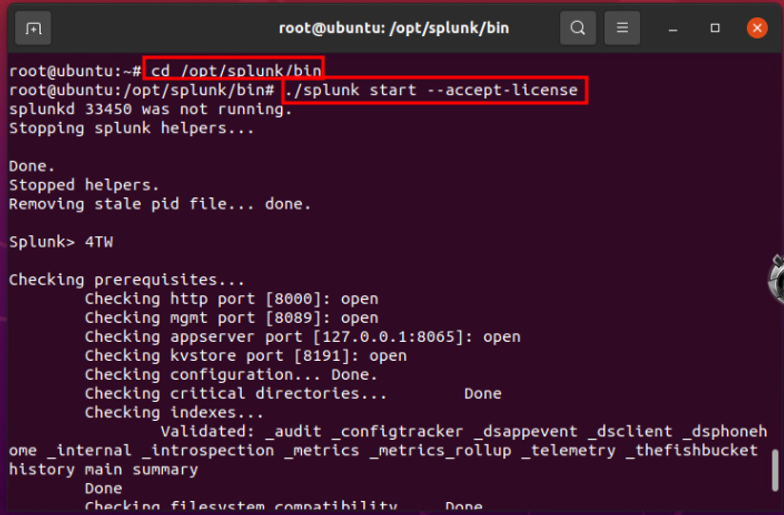 root@ubuntu: /opt/splunk/bin
root@ubuntu:~# cd /opt/splunk/bin
root@ubuntu:/opt/splunk/bin# ./splunk start --accept-license
splunkd 33450 was not running.
Stopping splunk helpers...
Done.
Stopped helpers.
Removing stale pid file... done.
Splunk> 4TW
Checking prerequisites...
Checking http port [8000]: open
Checking mgmt port [8089]: open
Checking appserver port [127.0.0.1:8065]: open
Checking kvstore port [8191]: open
Checking configuration... Done.
Checking critical directories... Done
Checking indexes...
Validated: _audit _configtracker _dsappevent _dsclient _dsphoneh
ome _internal _introspection _metrics _metrics_rollup _telemetry _thefishbucket
history main summary
Done
Checking filesystem compatibility... Done